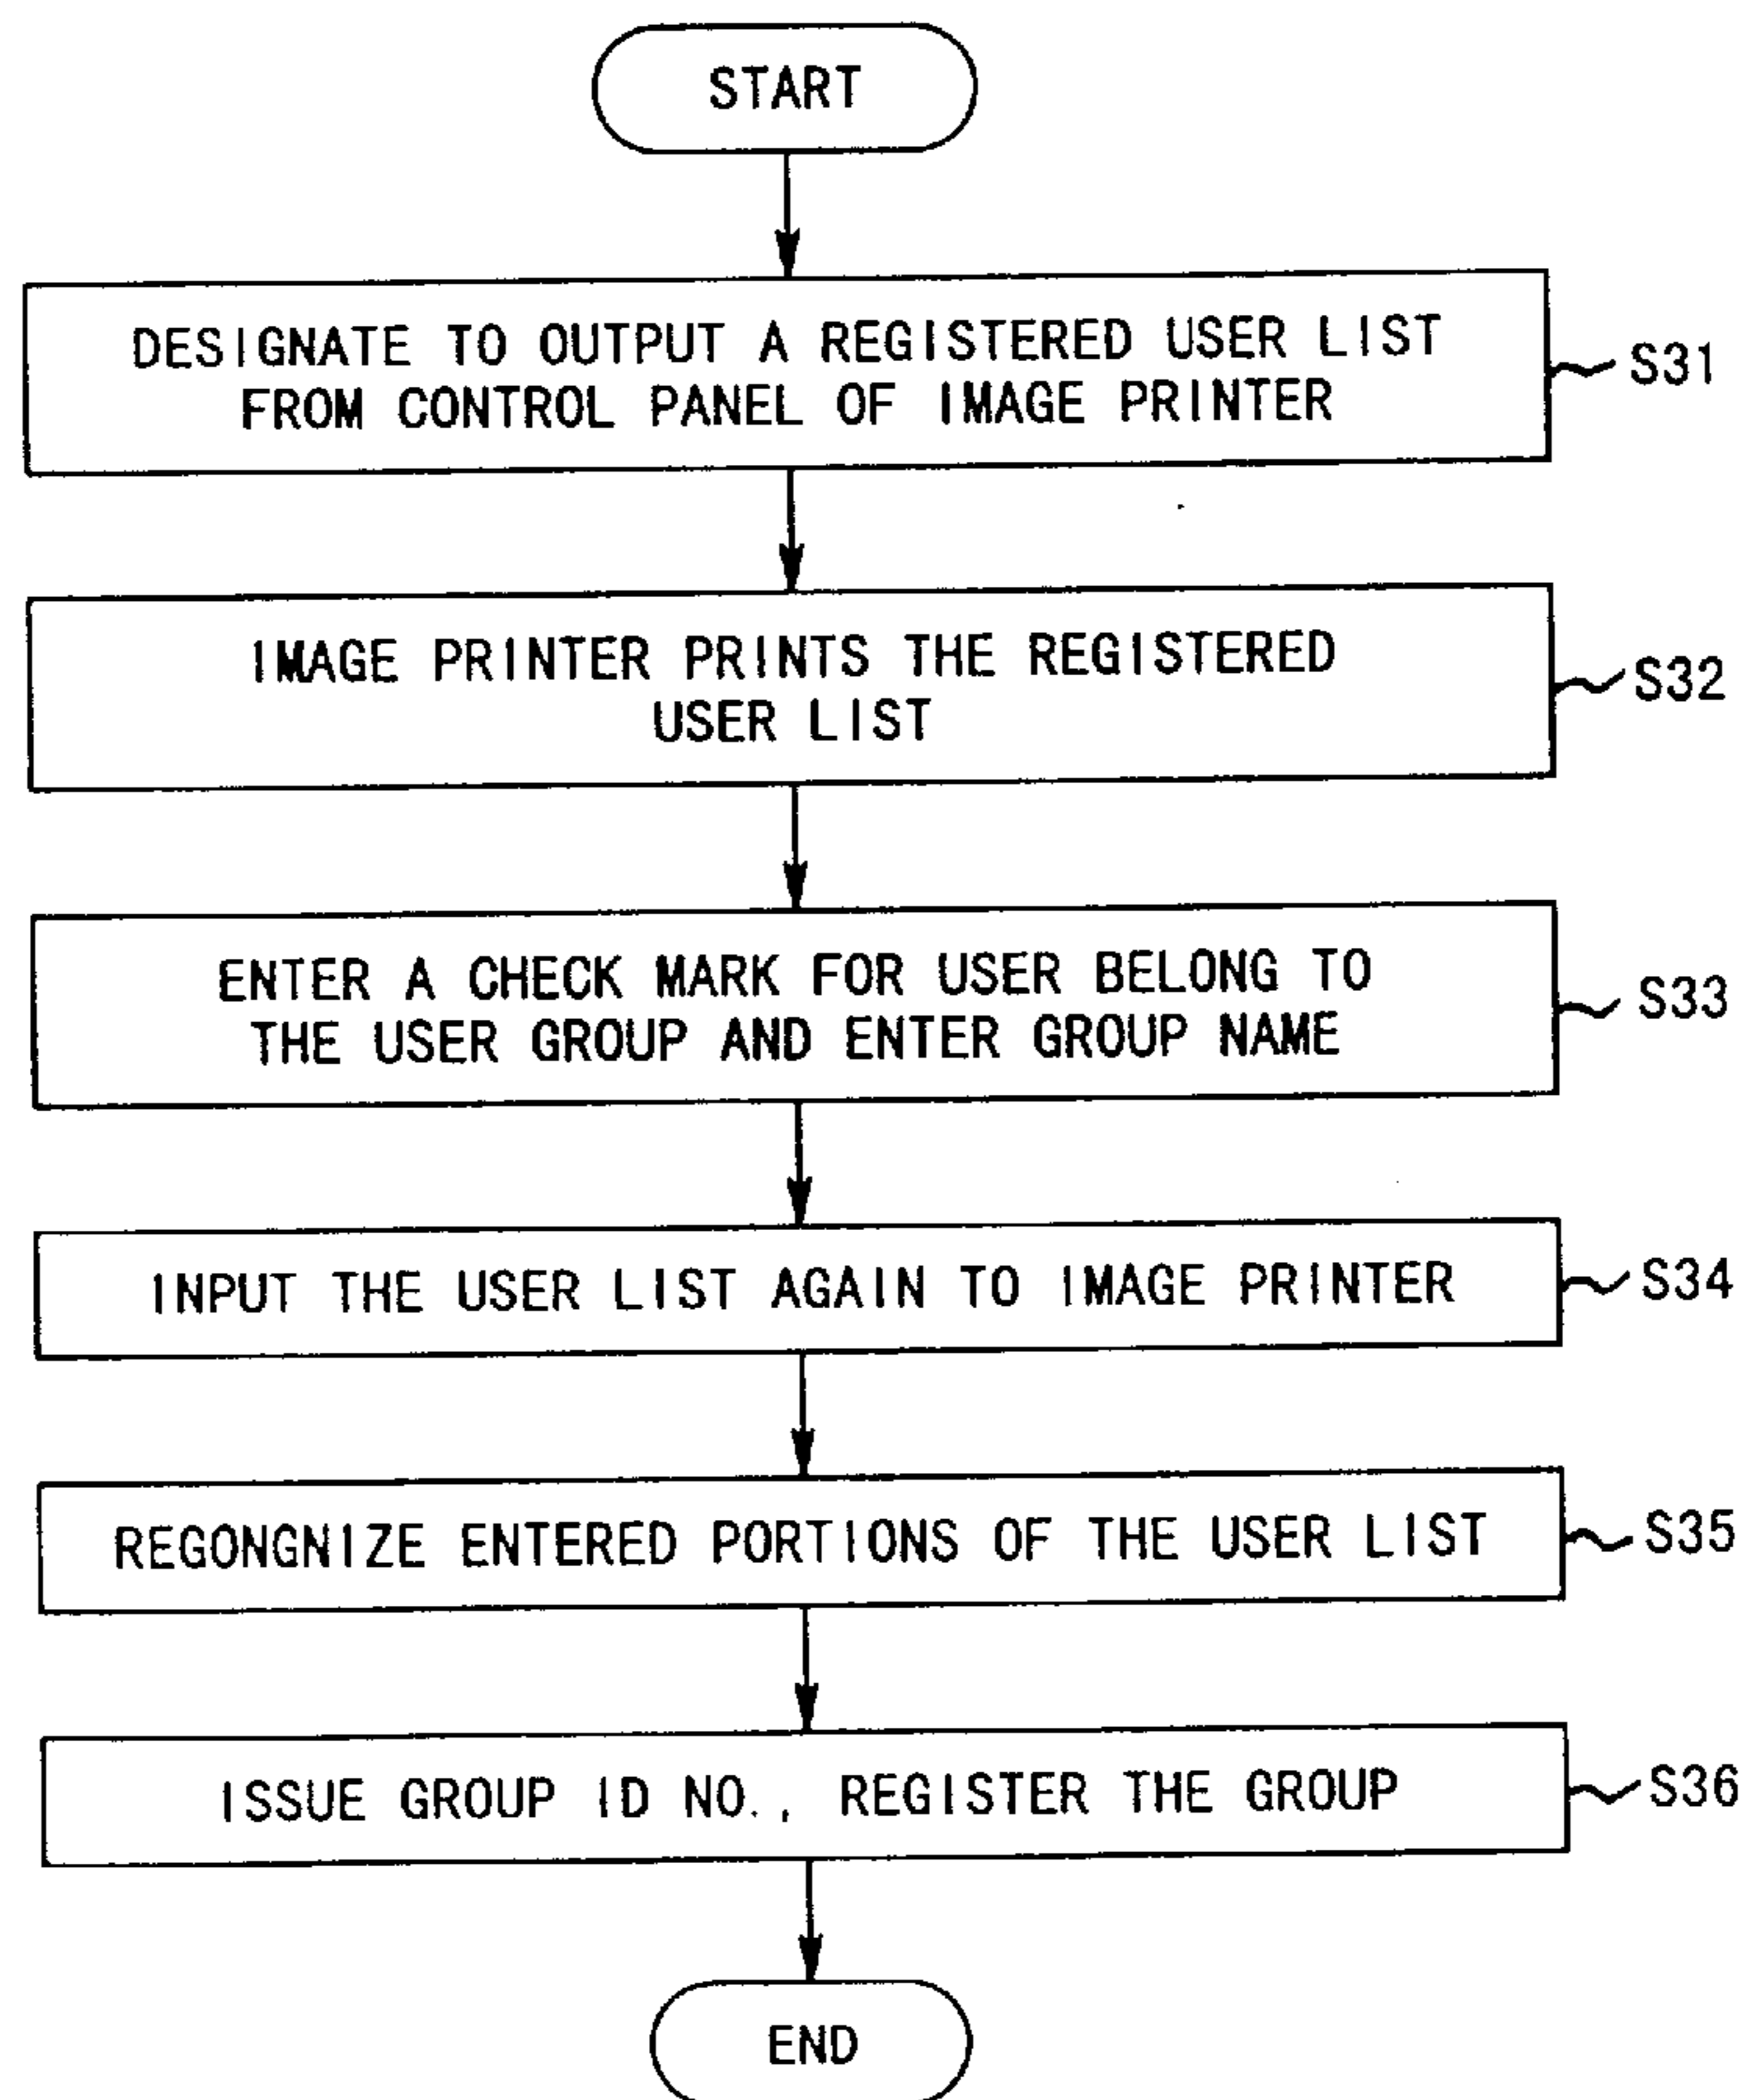 START
DESIGNATE TO OUTPUT A REGISTERED USER LIST
FROM CONTROL PANEL OF IMAGE PRINTER
S31
IMAGE PRINTER PRINTS THE REGISTERED
USER LIST
S32
ENTER A CHECK MARK FOR USER BELONG TO
THE USER GROUP AND ENTER GROUP NAME
S33
INPUT THE USER LIST AGAIN TO IMAGE PRINTER
S34
REGONGNIZE ENTERED PORTIONS OF THE USER LIST
S35
ISSUE GROUP ID NO., REGISTER THE GROUP
S36
END